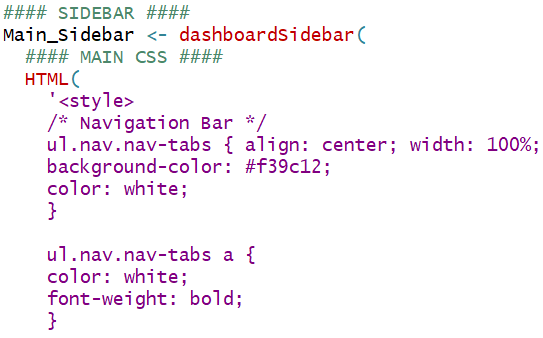 #### SIDEBAR ####
Main_Sidebar <- dashboardSidebar(
#### MAIN CSS ####
HTML(
'<style>
/* Navigation Bar */
ul.nav.nav-tabs { align: center; width: 100%;
background-color: #f39c12;
color: white;
}
ul.nav.nav-tabs a {
color: white;
font-weight: bold;
}